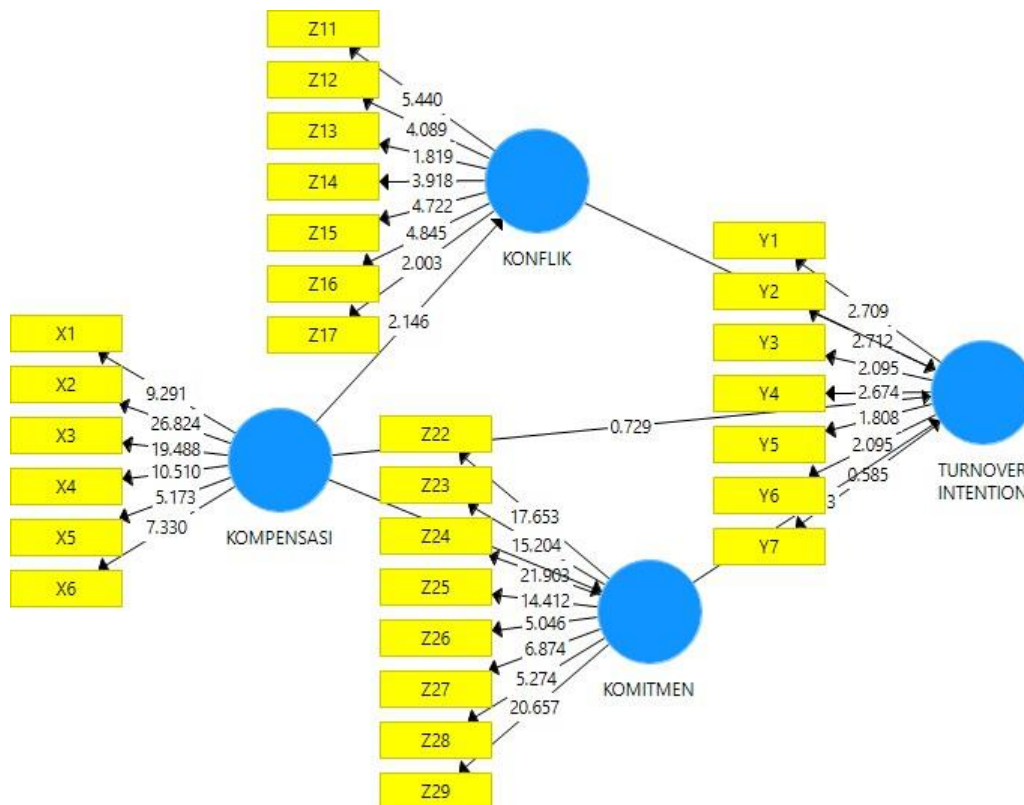 Z11
Z12
Z13
Z14
Z15
Z16
Z17
5.440
4.089
1.819
3.918
4.722
4.845
2.003
KONFLIK
2.146
X1
X2
X3
X4
X5
X6
9.291
26.824
19.488
10.510
5.173
7.330
KOMPENSASI
0.729
Z22
Z23
Z24
Z25
Z26
Z27
Z28
Z29
17.653
15.204
21.903
14.412
5.046
6.874
5.274
20.657
KOMITMEN
Y1
Y2
Y3
Y4
Y5
Y6
Y7
2.709
2.712
2.095
2.674
1.808
2.095
0.585
3
TURNOVER
INTENTION